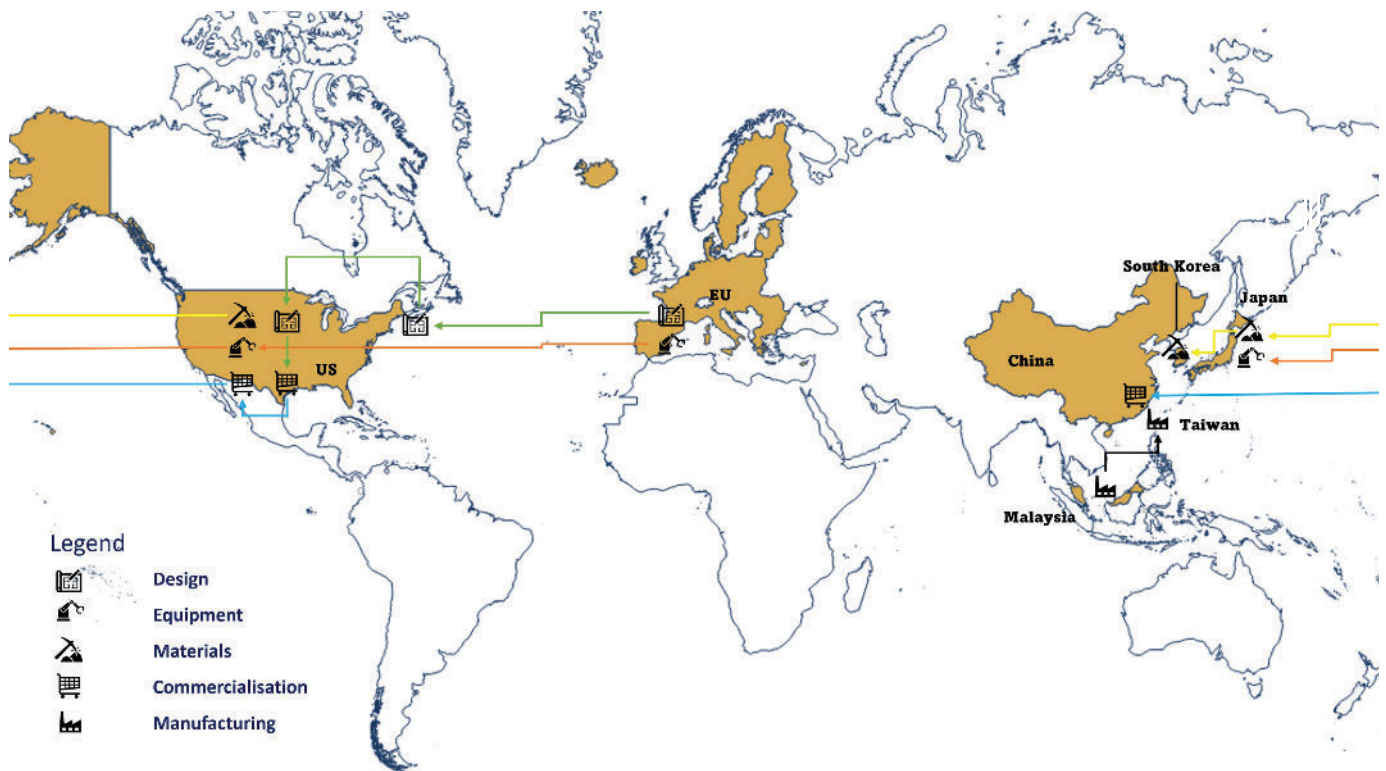 South Korea
Japan
EU
China
US
Taiwan
Malaysia
Legend
Design
Equipment
Materials
Commercialisation
Manufacturing